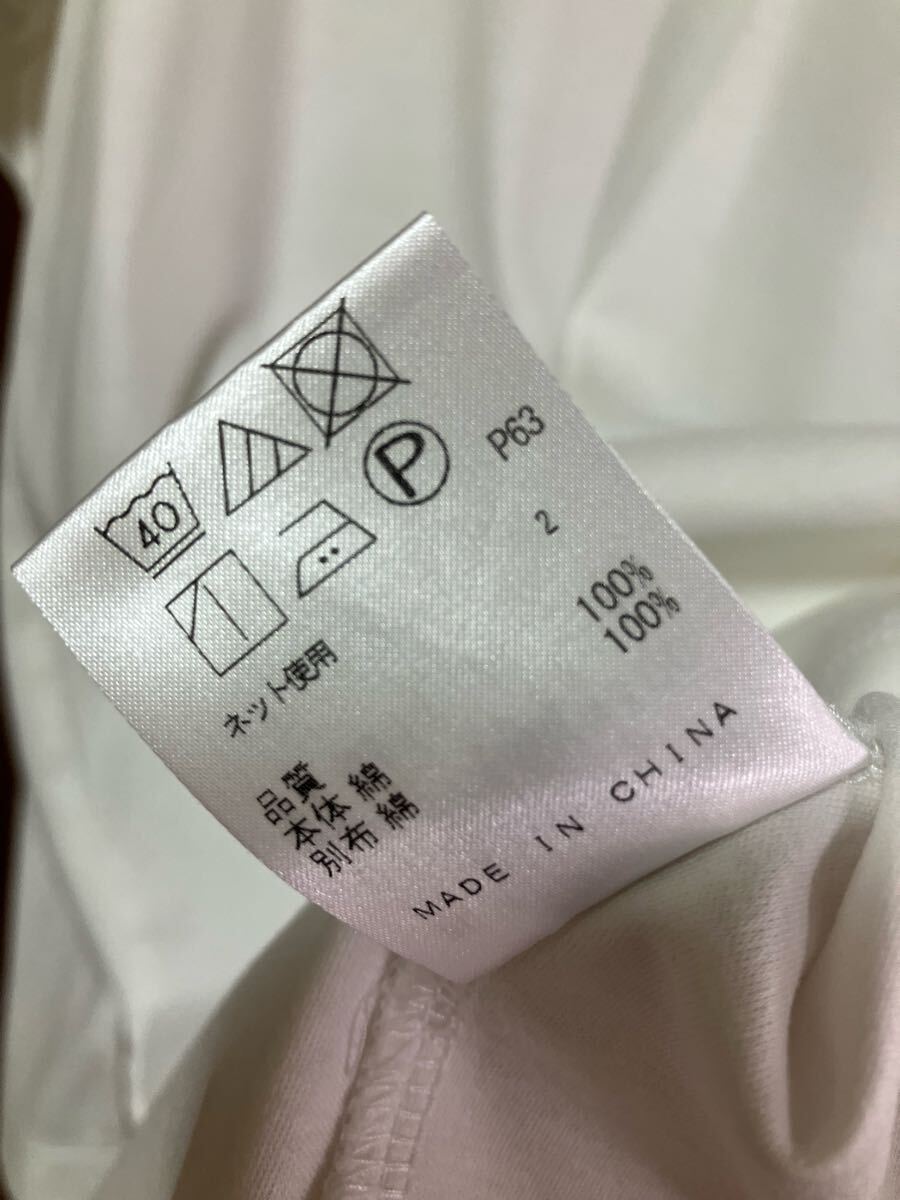 40
P
P63
ネット使用
2
品質
本体 綿 100%
別布 綿 100%
MADE IN CHINA